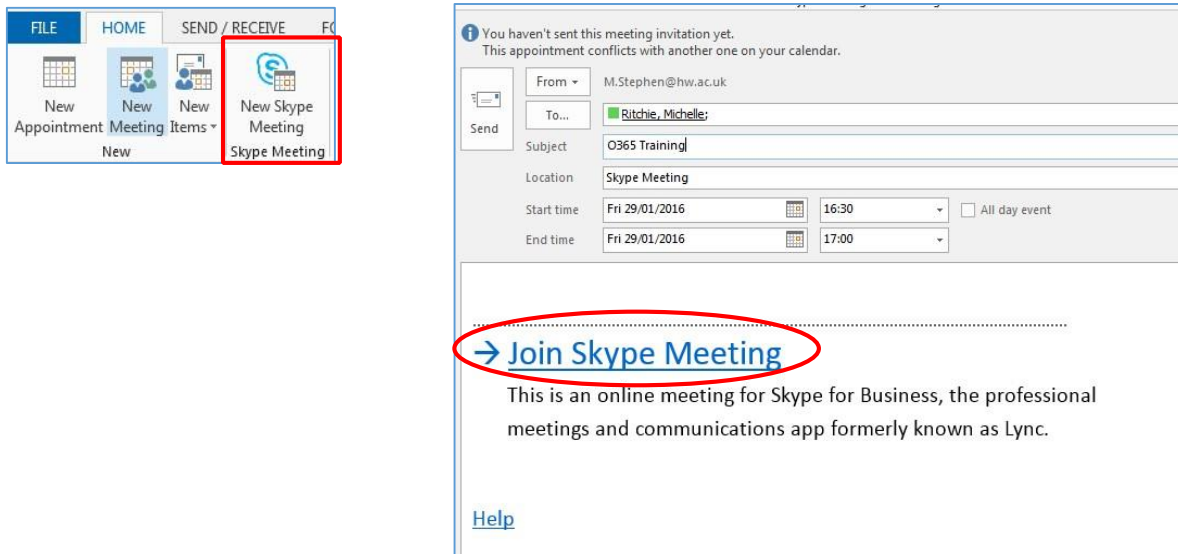 FILE HOME SEND / RECEIVE
New Appointment
New Meeting
New Items
New Skype Meeting
New
Skype Meeting
You haven't sent this meeting invitation yet.
This appointment conflicts with another one on your calendar.
Send
From M.Stephen@hw.ac.uk
To... Ritchie, Michelle;
Subject O365 Training
Location Skype Meeting
Start time Fri 29/01/2016 16:30 All day event
End time Fri 29/01/2016 17:00
→ Join Skype Meeting
This is an online meeting for Skype for Business, the professional
meetings and communications app formerly known as Lync.
Help